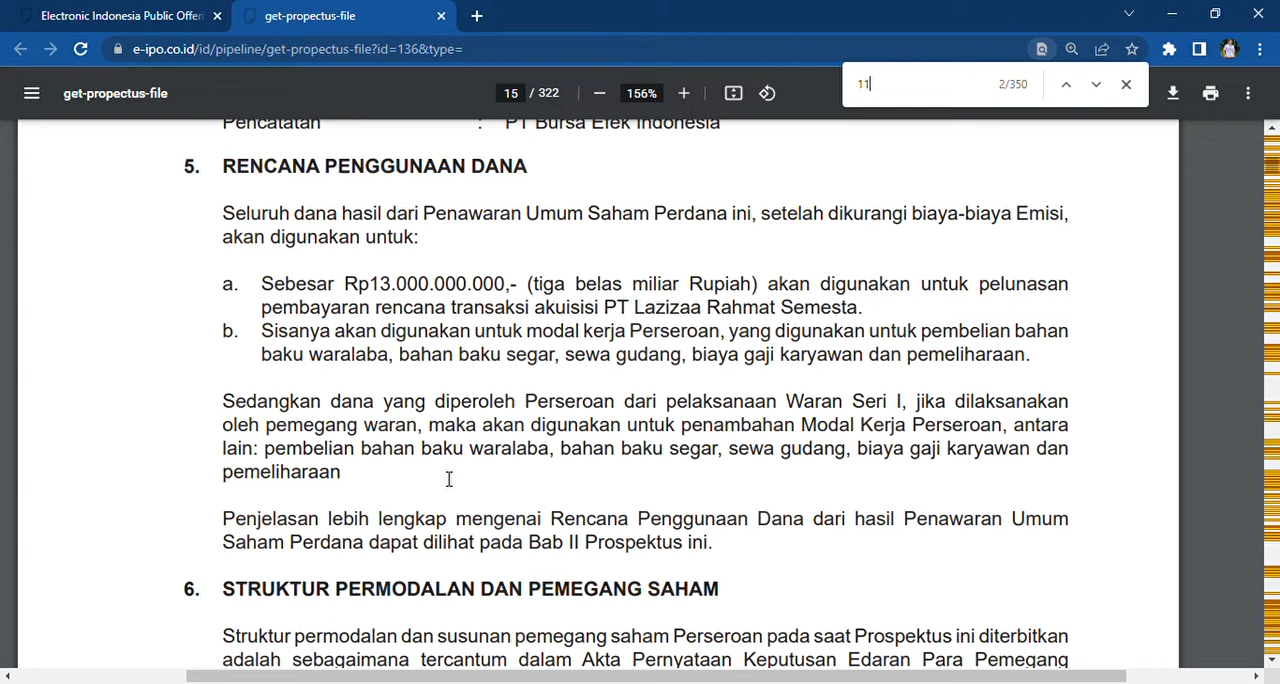 Electronic Indonesia Public Offeri
get-propectus-file
e-ipo.co.id/id/pipeline/get-propectus-file?id=136&type=
get-propectus-file
15 / 322
156%
11
2/350
Pencatatan : PT Bursa Efek Indonesia
5. RENCANA PENGGUNAAN DANA
Seluruh dana hasil dari Penawaran Umum Saham Perdana ini, setelah dikurangi biaya-biaya Emisi,
akan digunakan untuk:
a. Sebesar Rp13.000.000.000,- (tiga belas miliar Rupiah) akan digunakan untuk pelunasan
pembayaran rencana transaksi akuisisi PT Lazizaa Rahmat Semesta.
b. Sisanya akan digunakan untuk modal kerja Perseroan, yang digunakan untuk pembelian bahan
baku waralaba, bahan baku segar, sewa gudang, biaya gaji karyawan dan pemeliharaan.
Sedangkan dana yang diperoleh Perseroan dari pelaksanaan Waran Seri I, jika dilaksanakan
oleh pemegang waran, maka akan digunakan untuk penambahan Modal Kerja Perseroan, antara
lain: pembelian bahan baku waralaba, bahan baku segar, sewa gudang, biaya gaji karyawan dan
pemeliharaan
Penjelasan lebih lengkap mengenai Rencana Penggunaan Dana dari hasil Penawaran Umum
Saham Perdana dapat dilihat pada Bab II Prospektus ini.
6. STRUKTUR PERMODALAN DAN PEMEGANG SAHAM
Struktur permodalan dan susunan pemegang saham Perseroan pada saat Prospektus ini diterbitkan
adalah sebagaimana tercantum dalam Akta Pernyataan Keputusan Edaran Para Pemegang